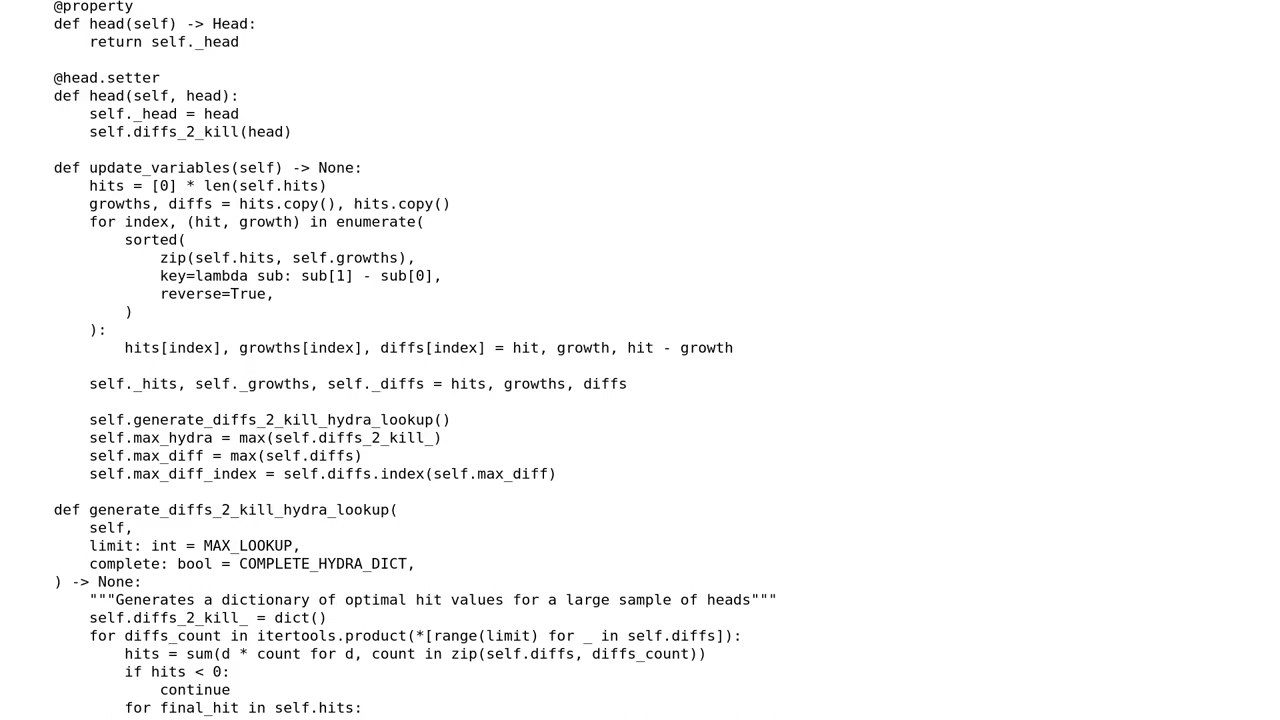 @property
def head(self) -> Head:
    return self._head

@head.setter
def head(self, head):
    self._head = head
    self.diffs_2_kill(head)

def update_variables(self) -> None:
    hits = [0] * len(self.hits)
    growths, diffs = hits.copy(), hits.copy()
    for index, (hit, growth) in enumerate(
        sorted(
            zip(self.hits, self.growths),
            key=lambda sub: sub[1] - sub[0],
            reverse=True,
        )
    ):
        hits[index], growths[index], diffs[index] = hit, growth, hit - growth

    self._hits, self._growths, self._diffs = hits, growths, diffs

    self.generate_diffs_2_kill_hydra_lookup()
    self.max_hydra = max(self.diffs_2_kill_)
    self.max_diff = max(self.diffs)
    self.max_diff_index = self.diffs.index(self.max_diff)

def generate_diffs_2_kill_hydra_lookup(
    self,
    limit: int = MAX_LOOKUP,
    complete: bool = COMPLETE_HYDRA_DICT,
) -> None:
    """Generates a dictionary of optimal hit values for a large sample of heads"""
    self.diffs_2_kill_ = dict()
    for diffs_count in itertools.product(*[range(limit) for _ in self.diffs]):
        hits = sum(d * count for d, count in zip(self.diffs, diffs_count))
        if hits < 0:
            continue
        for final_hit in self.hits: